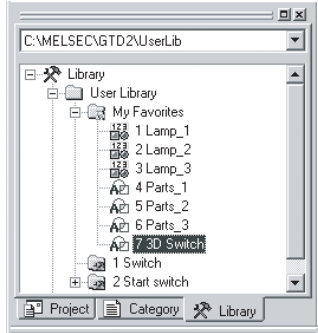 C:\MELSEC\GTD2\UserLib
Library
User Library
My Favorites
1 Lamp_1
2 Lamp_2
3 Lamp_3
4 Parts_1
5 Parts_2
6 Parts_3
7 3D Switch
1 Switch
2 Start switch
Project Category Library